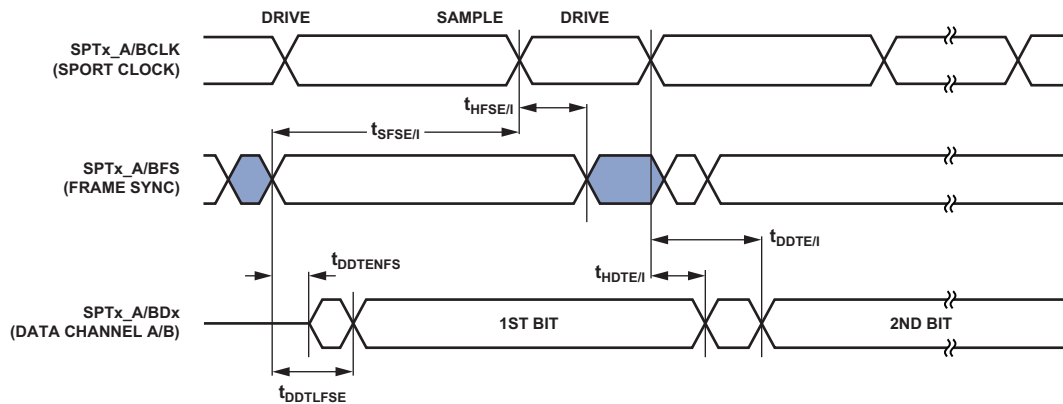 DRIVE SAMPLE DRIVE
SPTx_A/BCLK
(SPORT CLOCK)
tHFSE/I
tSFSE/I
SPTx_A/BFS
(FRAME SYNC)
tDDTE/I
tDDTENFS
tHDTE/I
SPTx_A/BDx
(DATA CHANNEL A/B)
1ST BIT 2ND BIT
tDDTLFSE